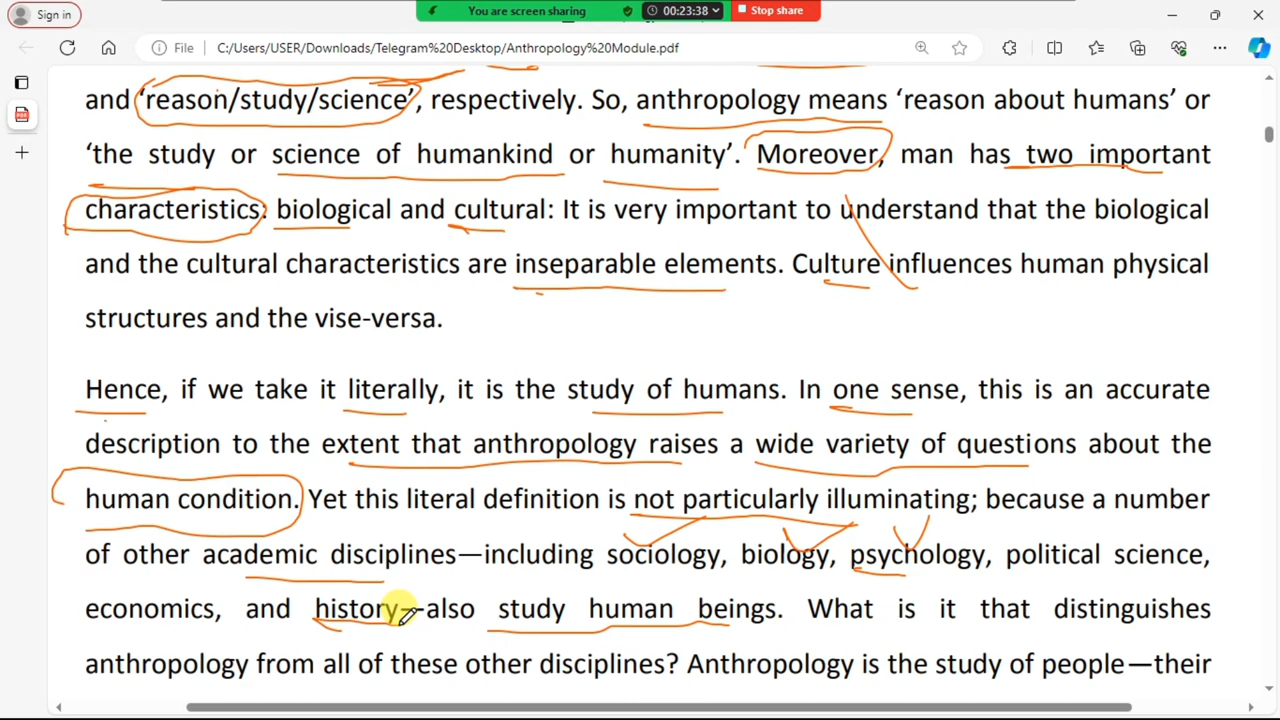 Sign in
You are screen sharing
00:23:38
Stop share
File
C:/Users/USER/Downloads/Telegram%20Desktop/Anthropology%20Module.pdf
and ‘reason/study/science’, respectively. So, anthropology means ‘reason about humans’ or
‘the study or science of humankind or humanity’. Moreover, man has two important
characteristics: biological and cultural: It is very important to understand that the biological
and the cultural characteristics are inseparable elements. Culture influences human physical
structures and the vise-versa.
Hence, if we take it literally, it is the study of humans. In one sense, this is an accurate
description to the extent that anthropology raises a wide variety of questions about the
human condition. Yet this literal definition is not particularly illuminating; because a number
of other academic disciplines—including sociology, biology, psychology, political science,
economics, and history—also study human beings. What is it that distinguishes
anthropology from all of these other disciplines? Anthropology is the study of people—their